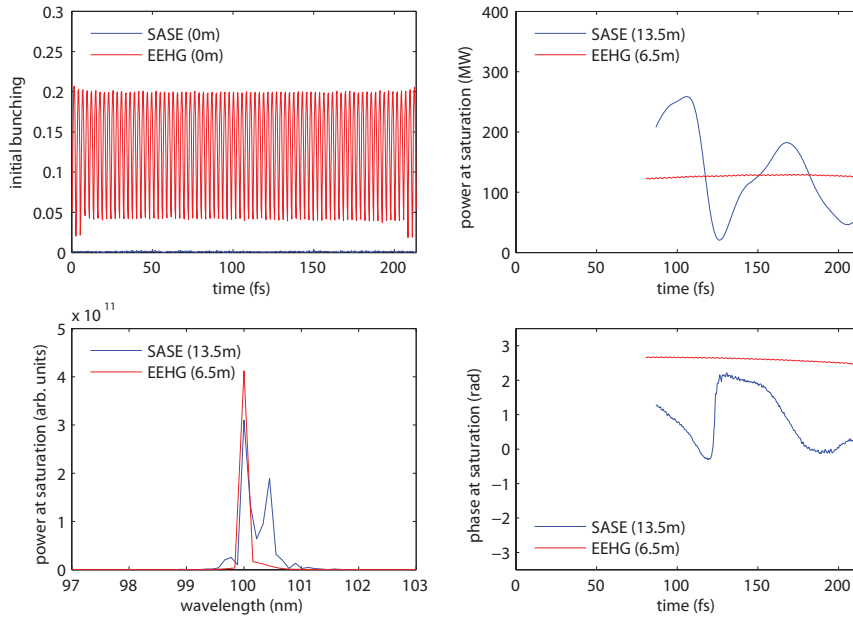 0.3
0.25
0.2
0.15
0.1
0.05
0
initial bunching
SASE (0m)
EEHG (0m)
0
50
100
150
200
time (fs)
400
300
200
100
0
power at saturation (MW)
SASE (13.5m)
EEHG (6.5m)
0
50
100
150
200
time (fs)
x 10 11
5
4
3
2
1
0
power at saturation (arb. units)
SASE (13.5m)
EEHG (6.5m)
97
98
99
100
101
102
103
wavelength (nm)
3
2
1
0
−1
−2
−3
phase at saturation (rad)
SASE (13.5m)
EEHG (6.5m)
0
50
100
150
200
time (fs)